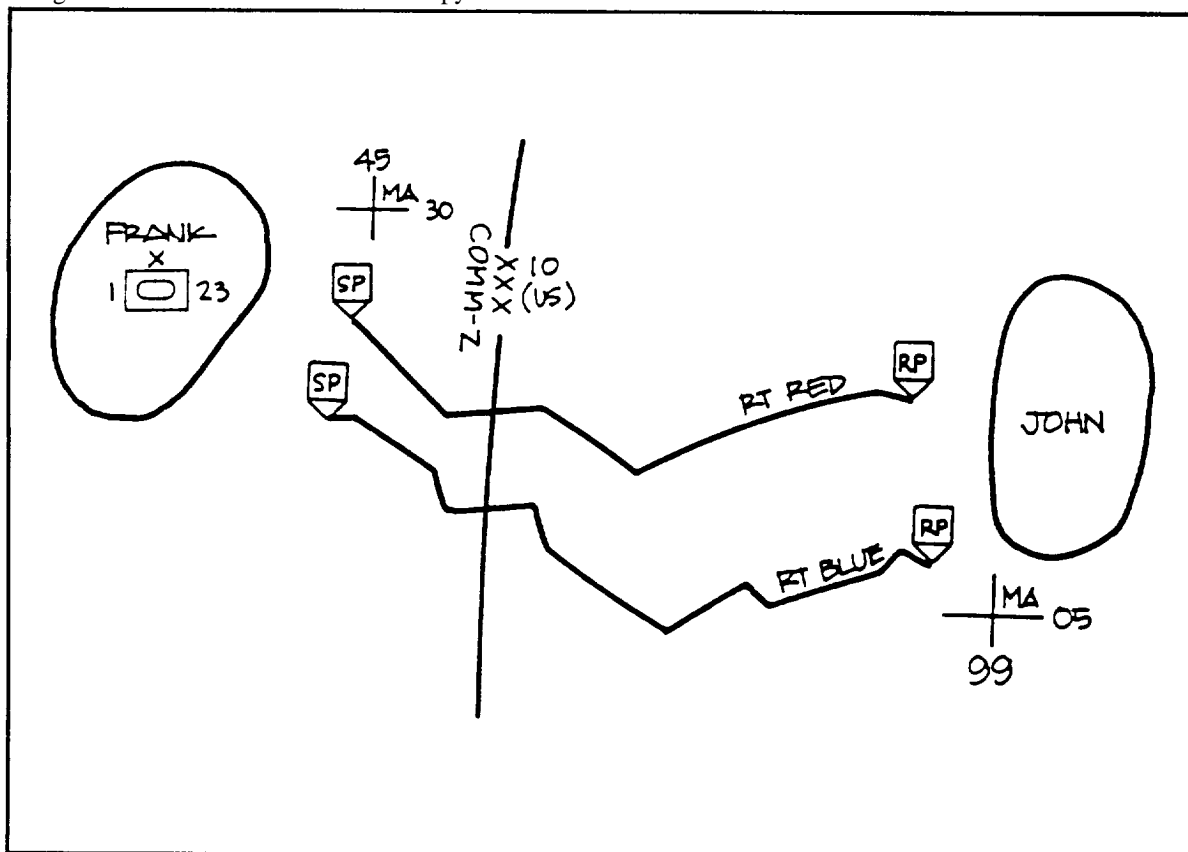 45
MA 30
FRANK
X
1 23
COMM-Z
XXX
10
(US)
SP
SP
RP
RT RED
JOHN
RP
RT BLUE
MA 05
99